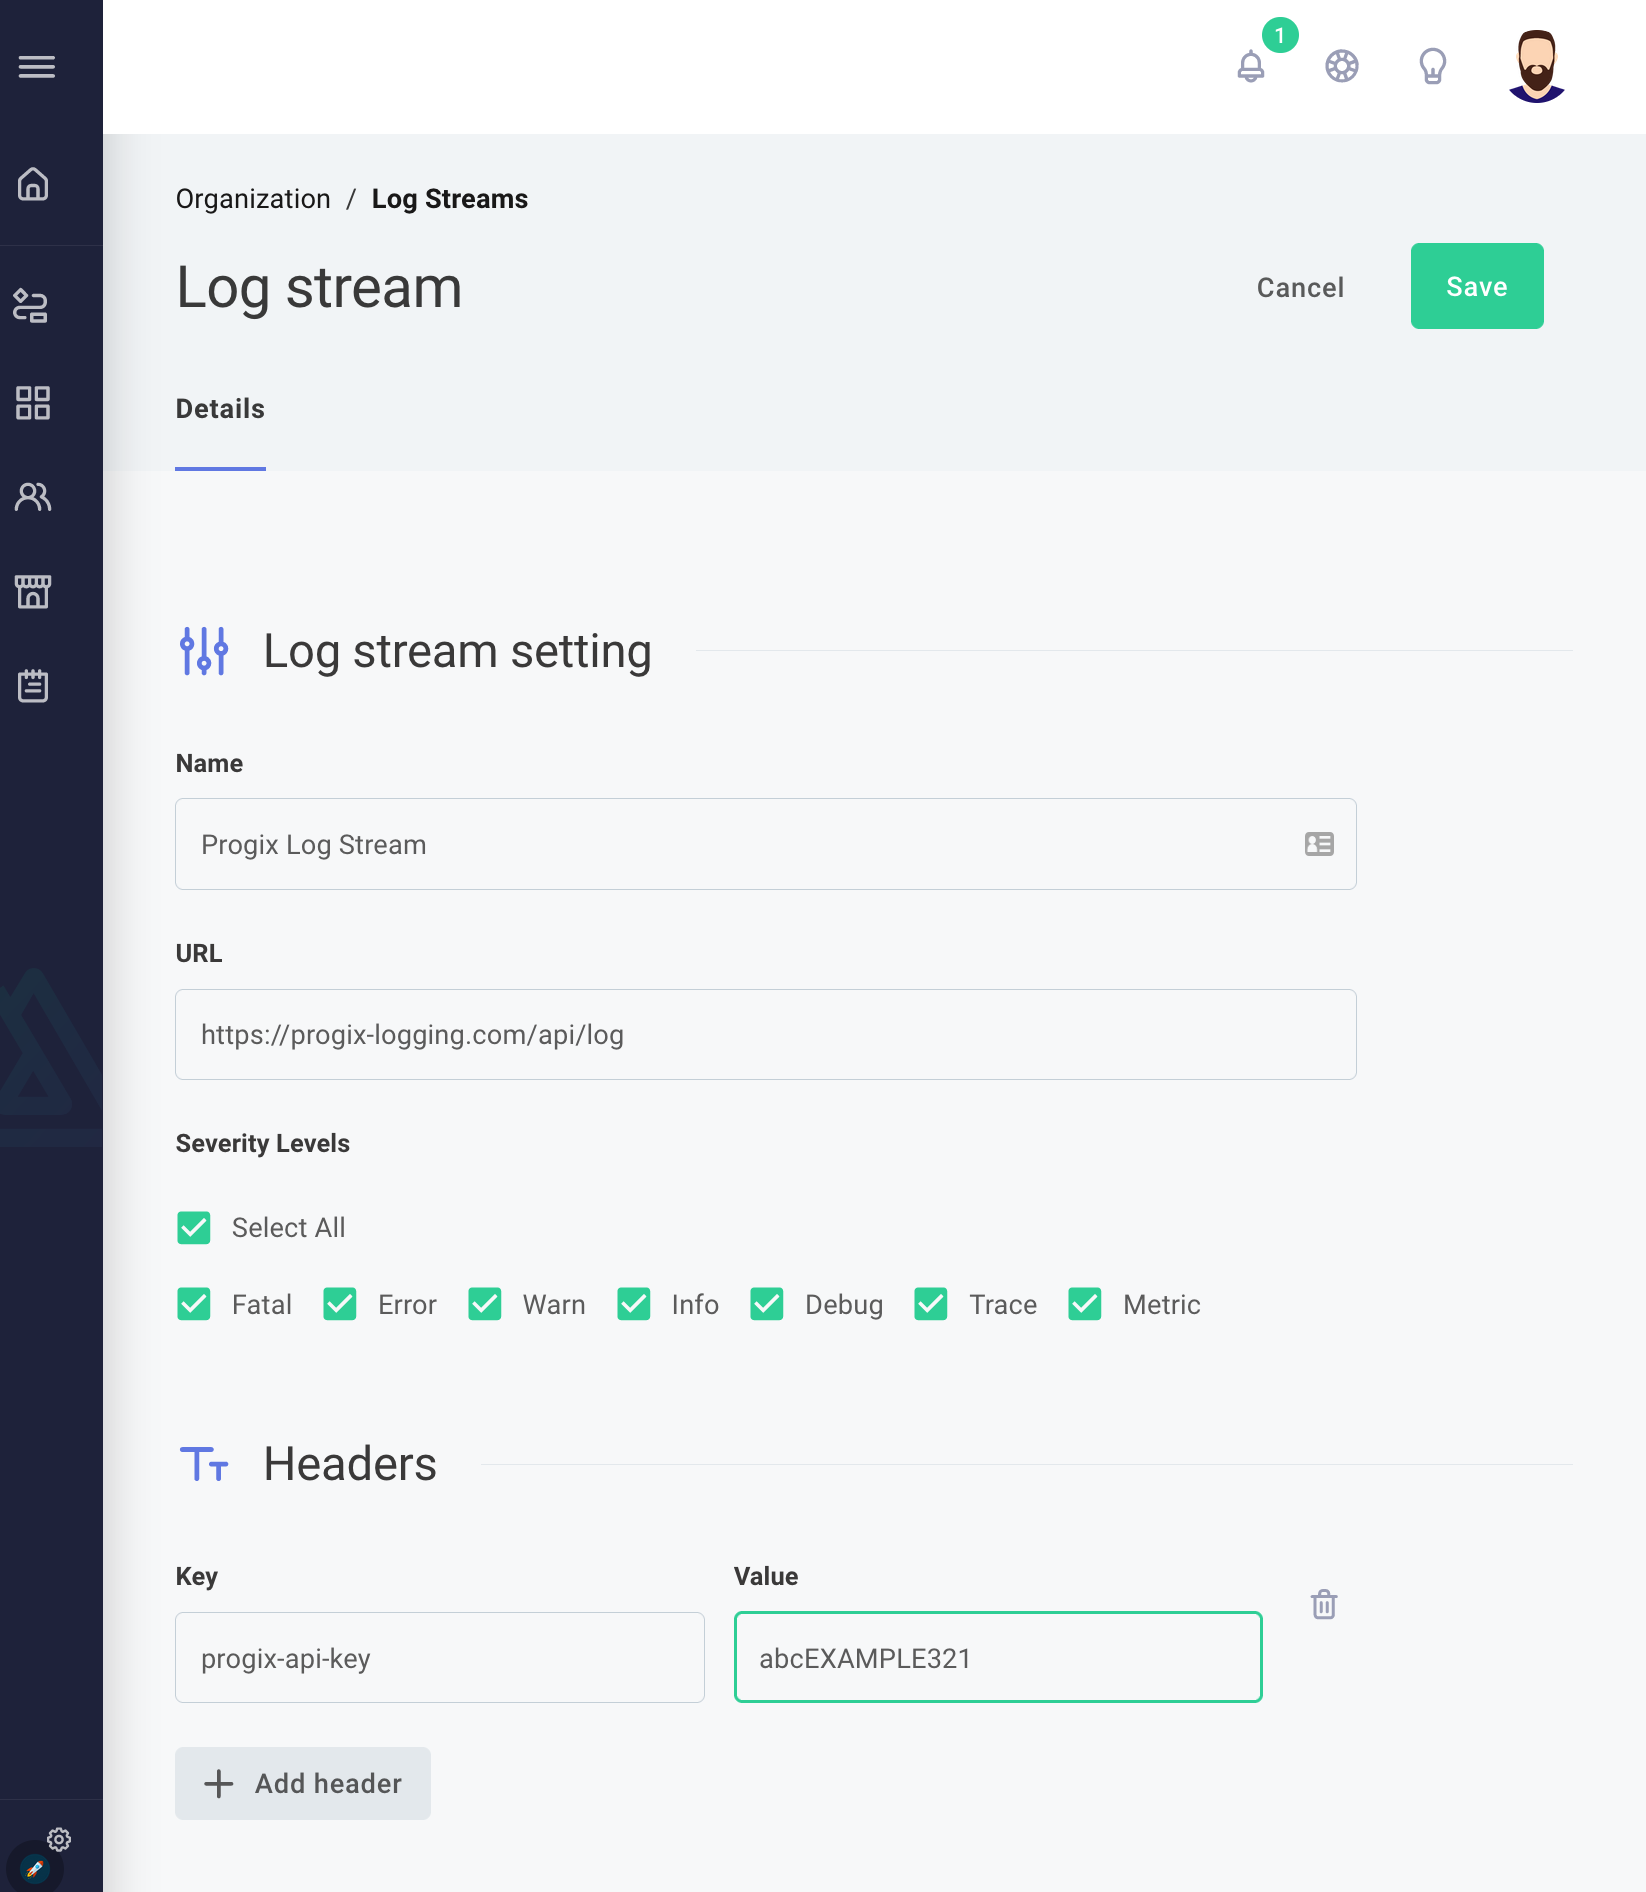 1
Organization / Log Streams
Log stream
Cancel
Save
Details
Log stream setting
Name
Progix Log Stream
URL
https://progix-logging.com/api/log
Severity Levels
Select All
Fatal Error Warn Info Debug Trace Metric
Headers
Key Value
progix-api-key abcEXAMPLE321
Add header